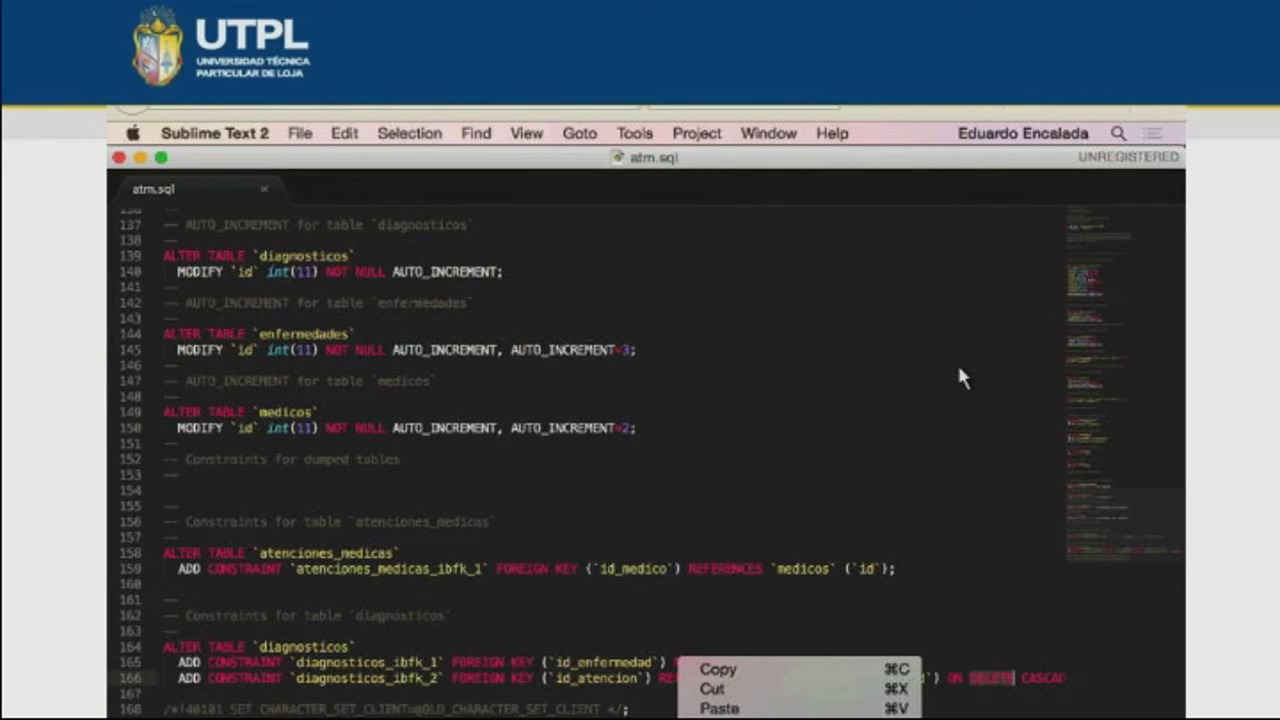 UTPL
UNIVERSIDAD TÉCNICA
PARTICULAR DE LOJA
Sublime Text 2 File Edit Selection Find View Goto Tools Project Window Help Eduardo Encalada
atm.sql UNREGISTERED
atm.sql ×
136
137 -- AUTO_INCREMENT for table `diagnosticos`
138 --
139 ALTER TABLE `diagnosticos`
140 MODIFY `id` int(11) NOT NULL AUTO_INCREMENT;
141 --
142 -- AUTO_INCREMENT for table `enfermedades`
143 --
144 ALTER TABLE `enfermedades`
145 MODIFY `id` int(11) NOT NULL AUTO_INCREMENT, AUTO_INCREMENT=3;
146 --
147 -- AUTO_INCREMENT for table `medicos`
148 --
149 ALTER TABLE `medicos`
150 MODIFY `id` int(11) NOT NULL AUTO_INCREMENT, AUTO_INCREMENT=2;
151 --
152 -- Constraints for dumped tables
153 --
154
155 --
156 -- Constraints for table `atenciones_medicas`
157 --
158 ALTER TABLE `atenciones_medicas`
159 ADD CONSTRAINT `atenciones_medicas_ibfk_1` FOREIGN KEY (`id_medico`) REFERENCES `medicos` (`id`);
160
161 --
162 -- Constraints for table `diagnosticos`
163 --
164 ALTER TABLE `diagnosticos`
165 ADD CONSTRAINT `diagnosticos_ibfk_1` FOREIGN KEY (`id_enfermedad`)
166 ADD CONSTRAINT `diagnosticos_ibfk_2` FOREIGN KEY (`id_atencion`) RE d`) ON DELETE CASCAD
167
168 /*!40101 SET CHARACTER_SET_CLIENT=@OLD_CHARACTER_SET_CLIENT */;
Copy ⌘C
Cut ⌘X
Paste ⌘V